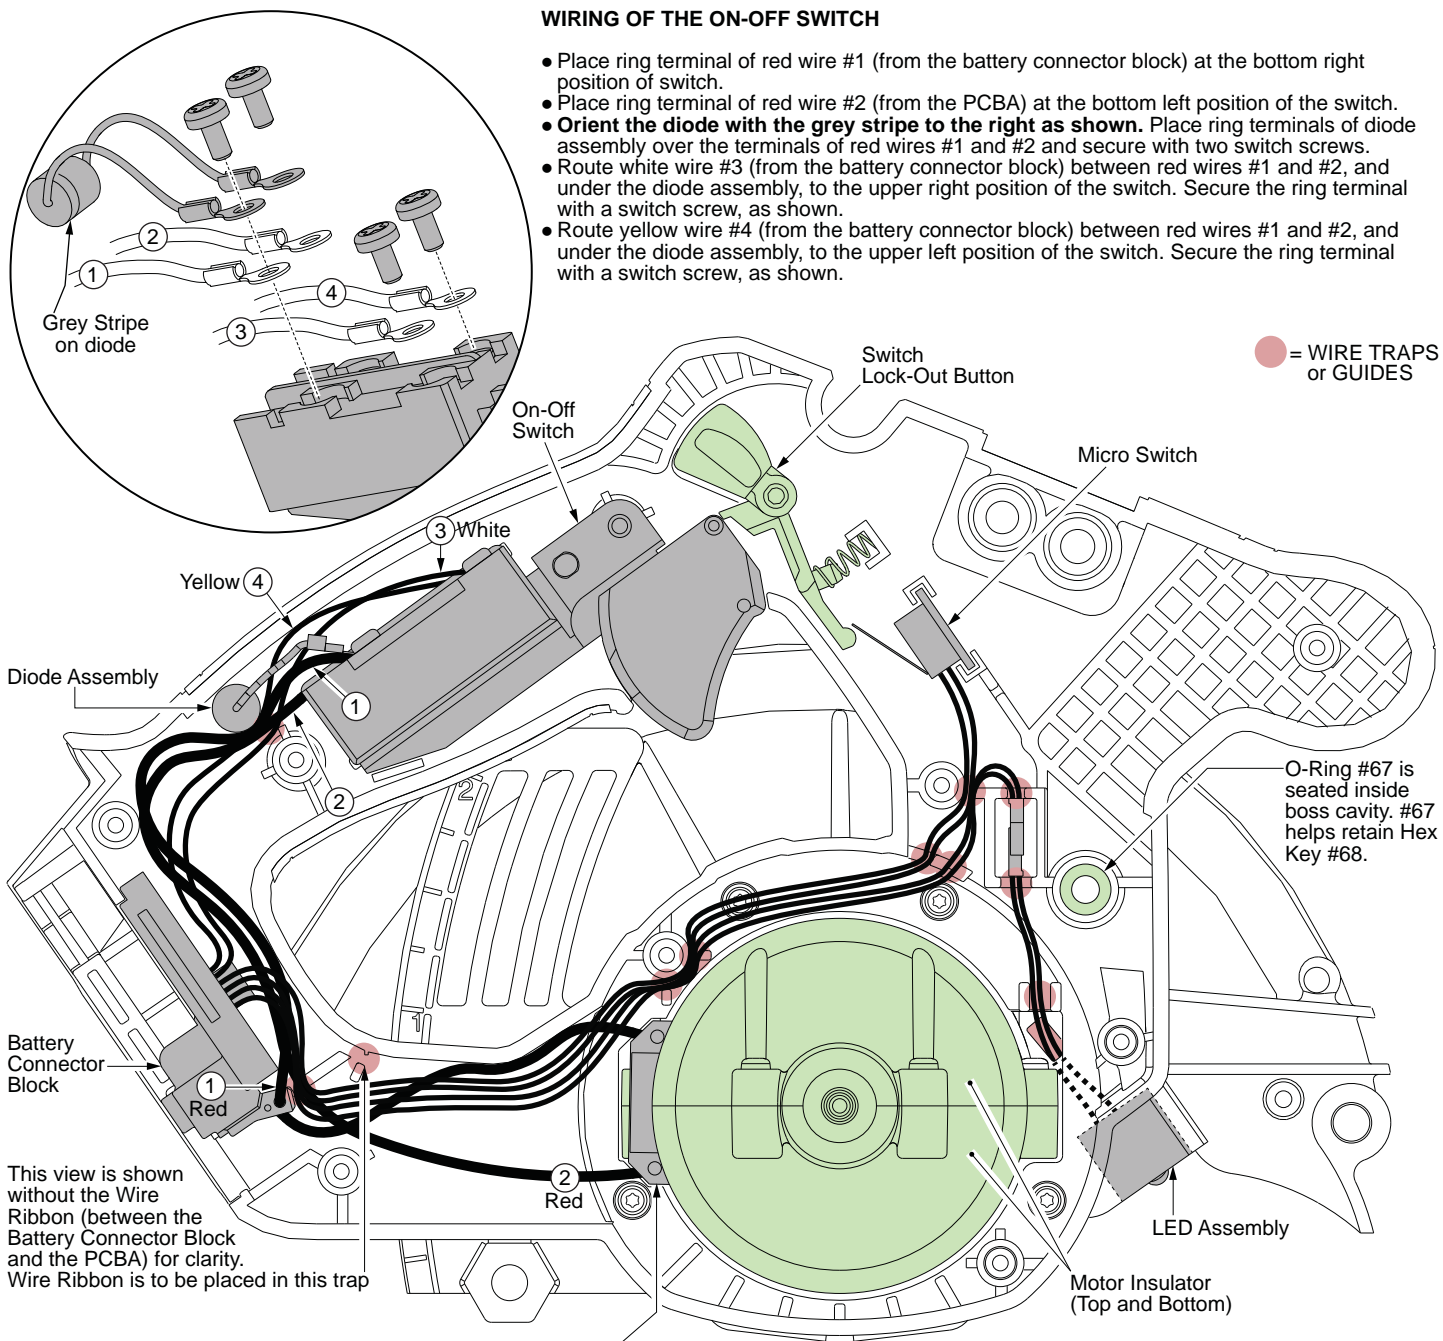 WIRING OF THE ON-OFF SWITCH
● Place ring terminal of red wire #1 (from the battery connector block) at the bottom right
position of switch.
● Place ring terminal of red wire #2 (from the PCBA) at the bottom left position of the switch.
● Orient the diode with the grey stripe to the right as shown. Place ring terminals of diode
assembly over the terminals of red wires #1 and #2 and secure with two switch screws.
● Route white wire #3 (from the battery connector block) between red wires #1 and #2, and
under the diode assembly, to the upper right position of the switch. Secure the ring terminal
with a switch screw, as shown.
● Route yellow wire #4 (from the battery connector block) between red wires #1 and #2, and
under the diode assembly, to the upper left position of the switch. Secure the ring terminal
with a switch screw, as shown.
2
1
4
3
Grey Stripe
on diode
= WIRE TRAPS
or GUIDES
Switch
Lock-Out Button
On-Off
Switch
Micro Switch
3 White
Yellow 4
Diode Assembly
1
2
2
1
O-Ring #67 is
seated inside
boss cavity. #67
helps retain Hex
Key #68.
Battery
Connector
Block
1
Red
2
Red
This view is shown
without the Wire
Ribbon (between the
Battery Connector Block
and the PCBA) for clarity.
Wire Ribbon is to be placed in this trap
LED Assembly
Motor Insulator
(Top and Bottom)